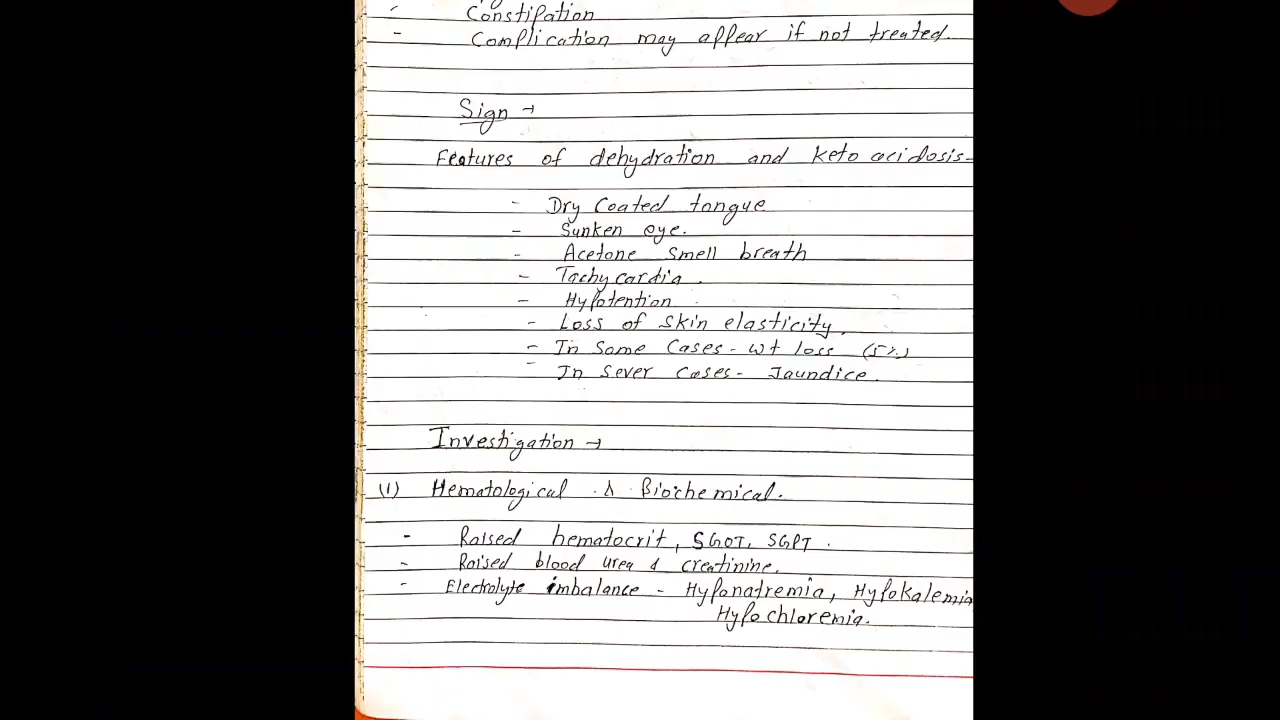 - Constipation
- Complication may appear if not treated.
Sign →
Features of dehydration and keto acidosis-
- Dry Coated tongue
- Sunken eye.
- Acetone smell breath
- Tachycardia.
- Hypotention
- Loss of skin elasticity.
- In Some Cases - wt loss (5%)
- In Sever Cases - Jaundice.
Investigation →
(1) Hematological & Biochemical.
- Raised hematocrit, SGOT, SGPT.
- Raised blood urea & creatinine.
- Electrolyte imbalance - Hyponatremia, Hypokalemia
Hypochloremia.